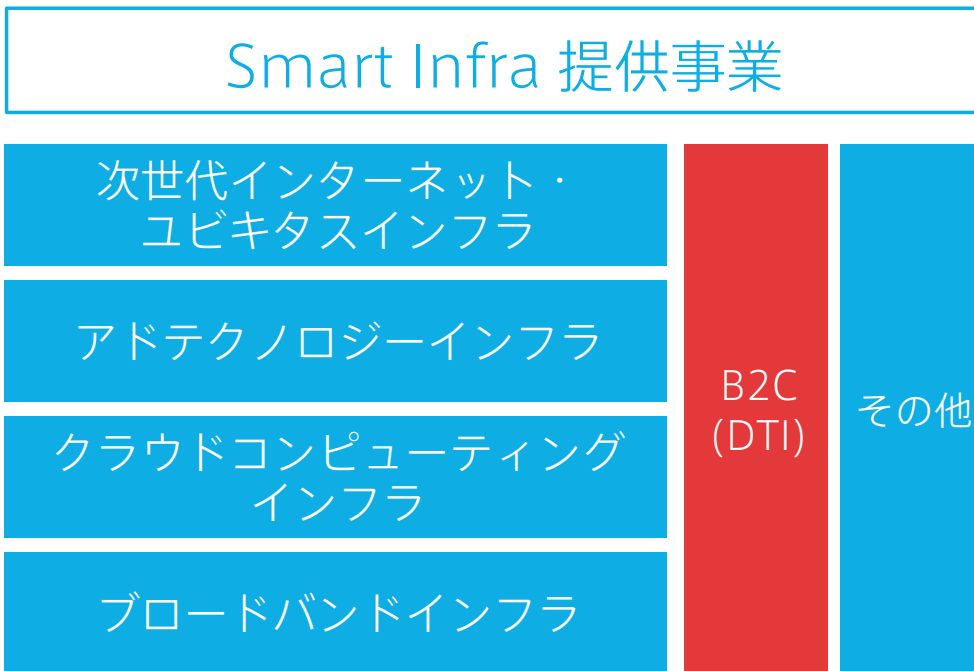 Smart Infra 提供事業
次世代インターネット・
ユビキタスインフラ
アドテクノロジーインフラ
クラウドコンピューティング
インフラ
ブロードバンドインフラ
B2C
(DTI)
その他